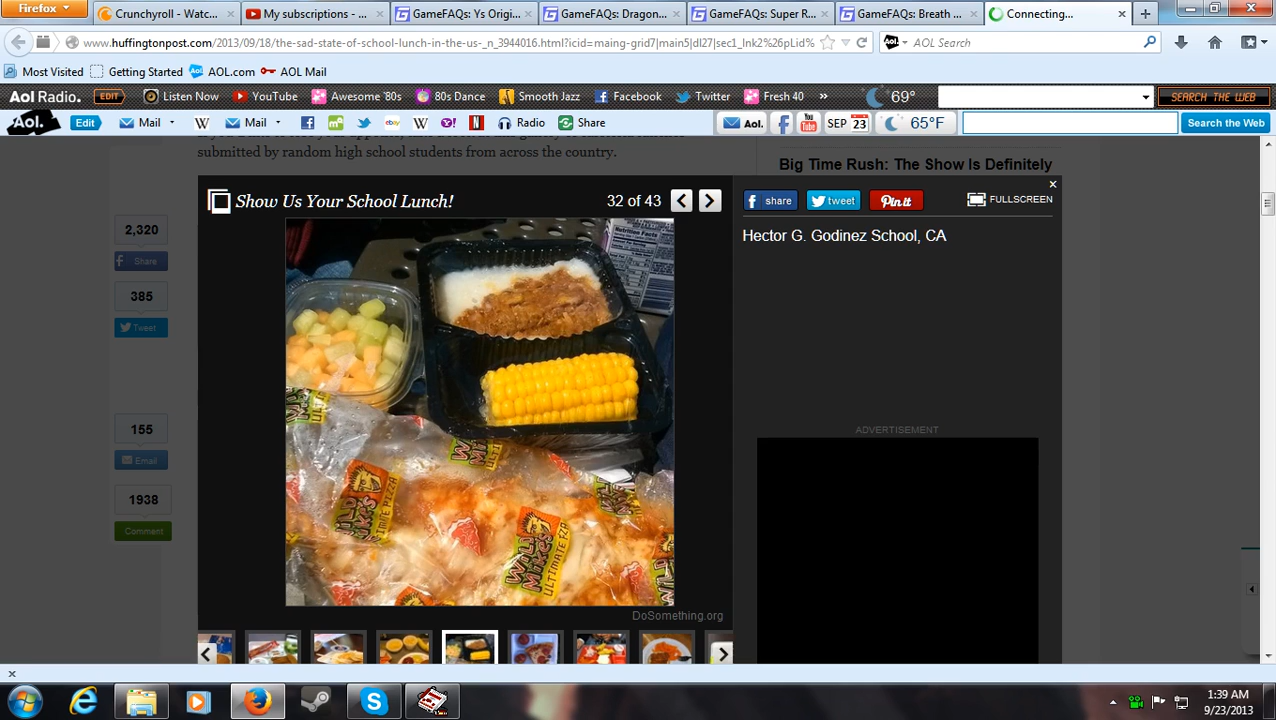 Firefox
Crunchyroll - Watc...
My subscriptions - ...
GameFAQs: Ys Origi...
GameFAQs: Dragon...
GameFAQs: Super R...
GameFAQs: Breath ...
Connecting...
www.huffingtonpost.com/2013/09/18/the-sad-state-of-school-lunch-in-the-us-_n_3944016.html?icid=maing-grid7|main5|dl27|sec1_lnk2%26pLid%
AOL Search
Most Visited
Getting Started
AOL.com
AOL Mail
Aol Radio.
EDIT
Listen Now
YouTube
Awesome '80s
80s Dance
Smooth Jazz
Facebook
Twitter
Fresh 40
69°
SEARCH THE WEB
Aol.
Edit
Mail
Mail
Radio
Share
Aol.
SEP 23
65°F
Search the Web
submitted by random high school students from across the country.
Big Time Rush: The Show Is Definitely
Show Us Your School Lunch!
32 of 43
share
tweet
Pin it
FULLSCREEN
Hector G. Godinez School, CA
2,320
Share
385
Tweet
155
Email
1938
Comment
Nutrition Facts
WILD MIKE'S ULTIMATE PIZZA
ADVERTISEMENT
DoSomething.org
1:39 AM
9/23/2013